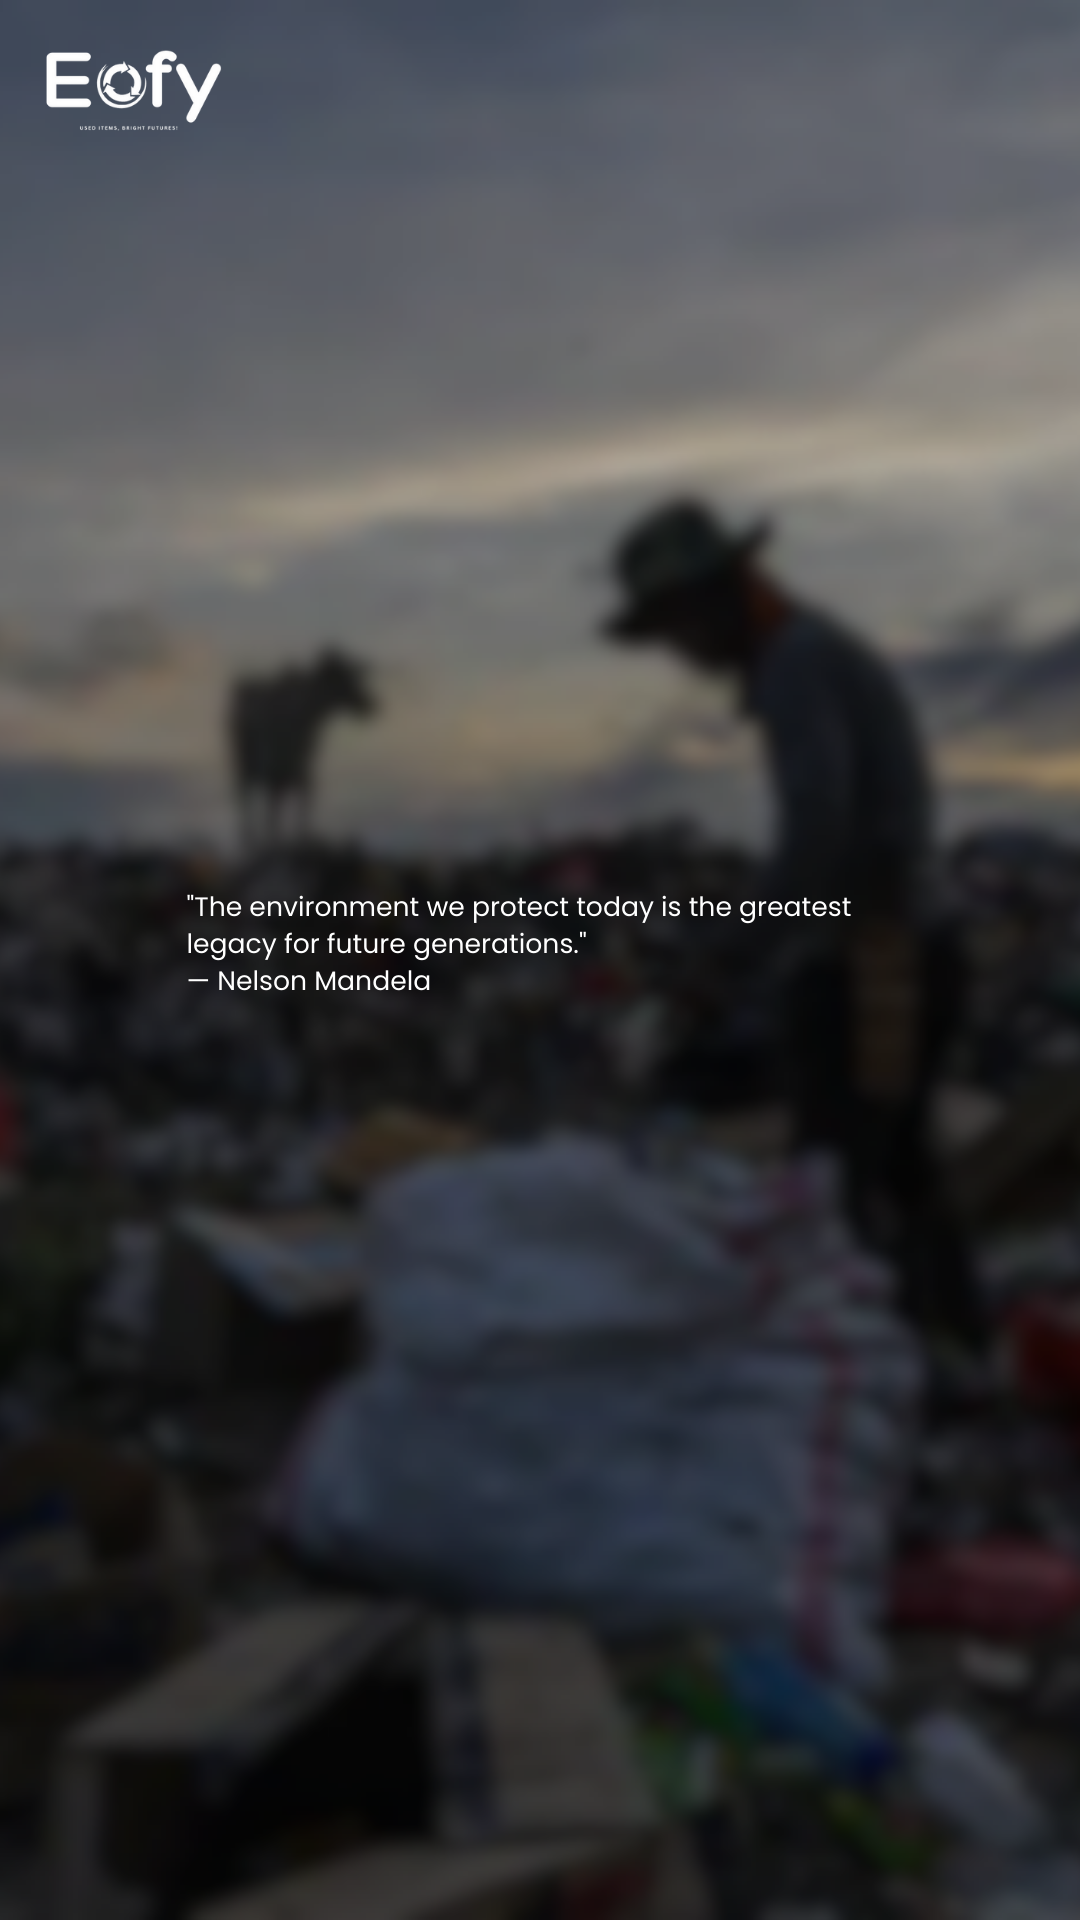 Eofy
USED ITEMS, BRIGHT FUTURES!
"The environment we protect today is the greatest
legacy for future generations."
— Nelson Mandela